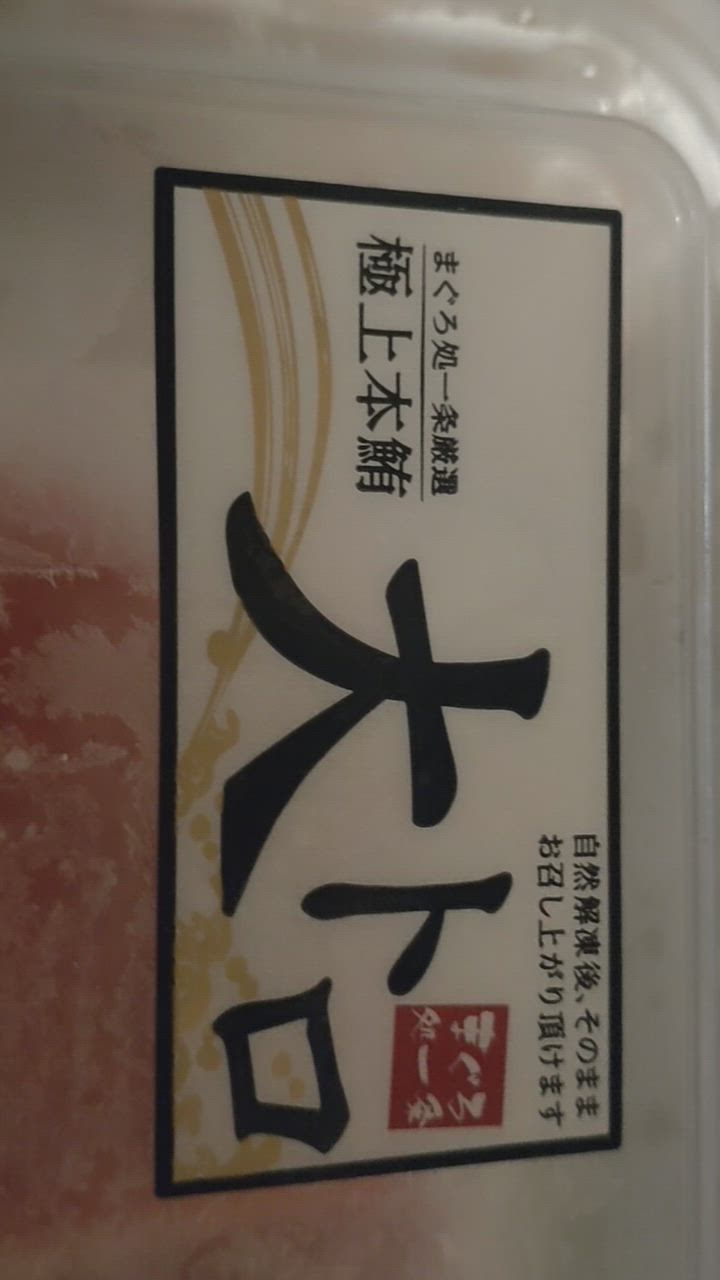 まぐろ処一条厳選
極上本鮪
大トロ
自然解凍後、そのまま
お召し上がり頂けます
まぐろ
処一条